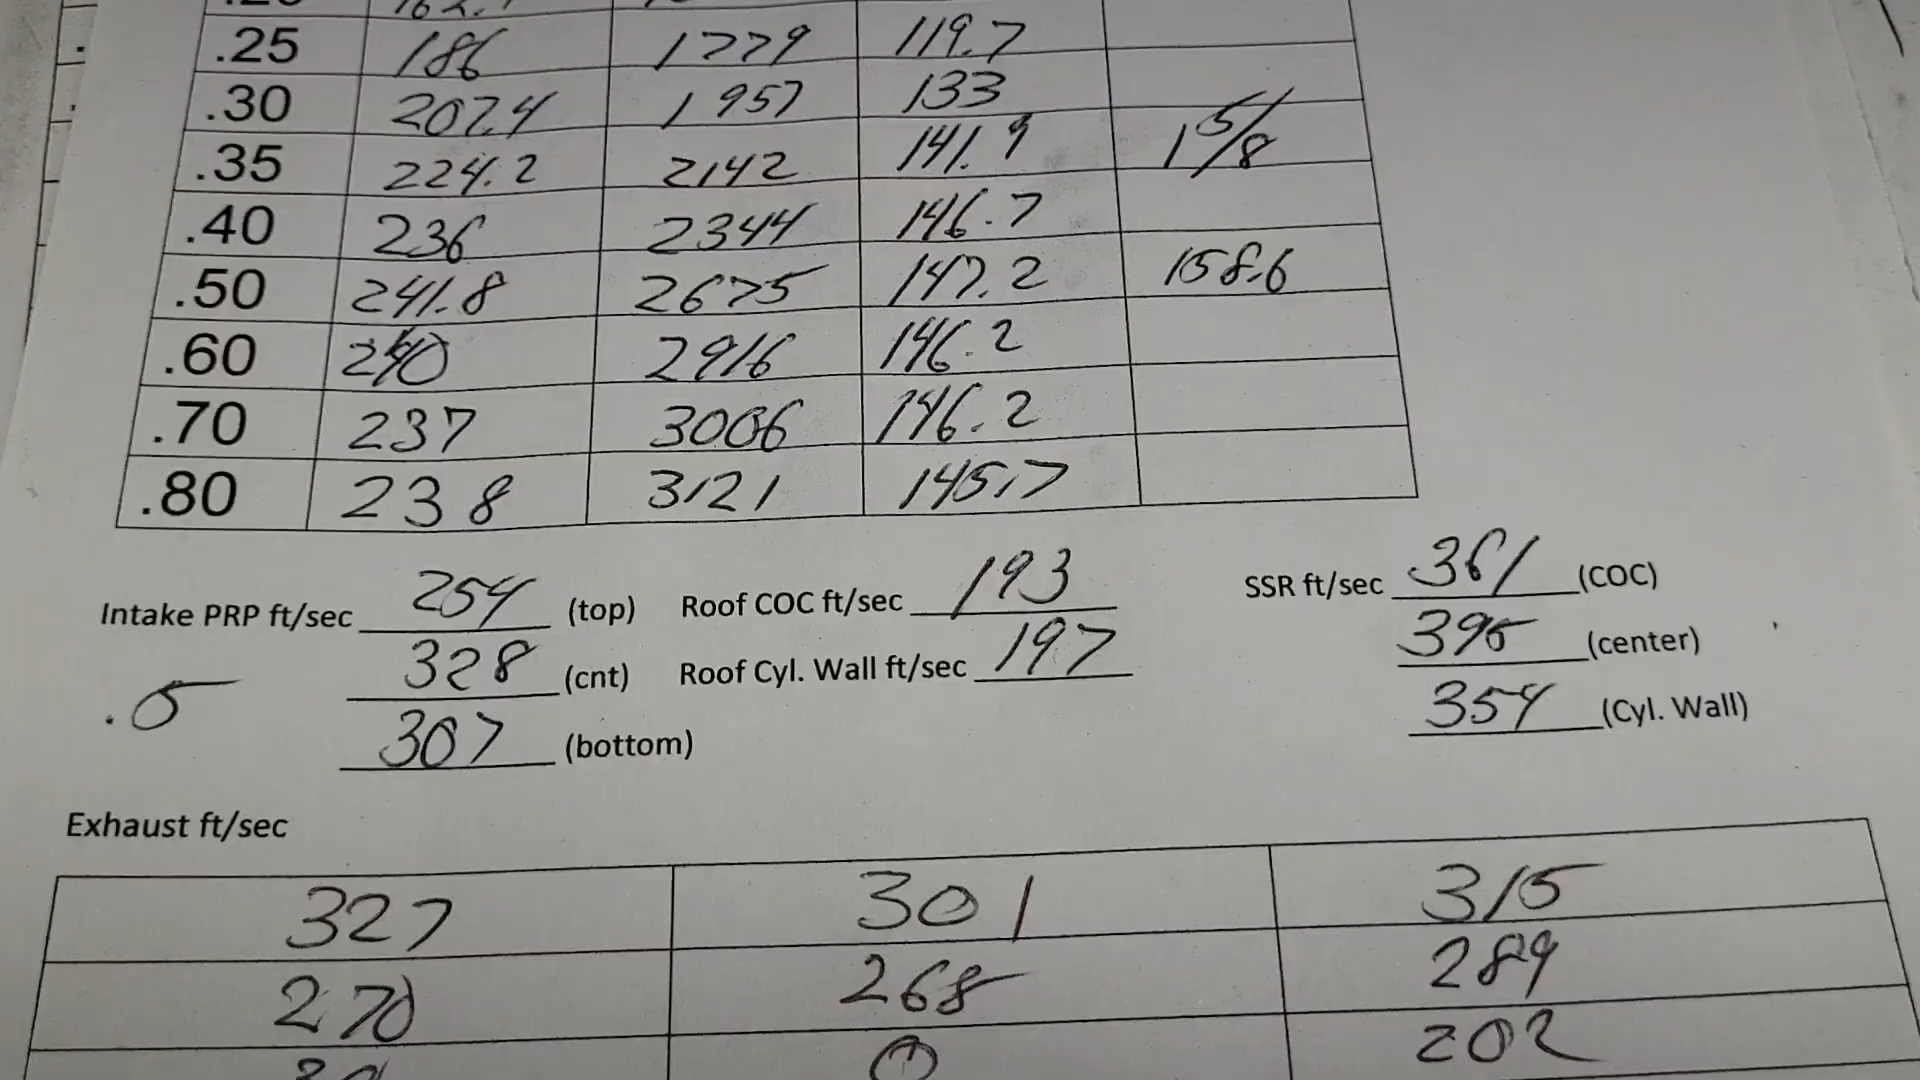 .25 186 1779 119.7
.30 207.4 1957 133
.35 224.2 2142 141.9 1 5/8
.40 236 2344 146.7
.50 241.8 2675 147.2 158.6
.60 240 2916 146.2
.70 237 3006 146.2
.80 238 3121 145.7
Intake PRP ft/sec 254 (top) Roof COC ft/sec 193 SSR ft/sec 361 (COC)
.5 328 (cnt) Roof Cyl. Wall ft/sec 197 395 (center)
307 (bottom) 354 (Cyl. Wall)
Exhaust ft/sec
327 301 315
270 268 289
202